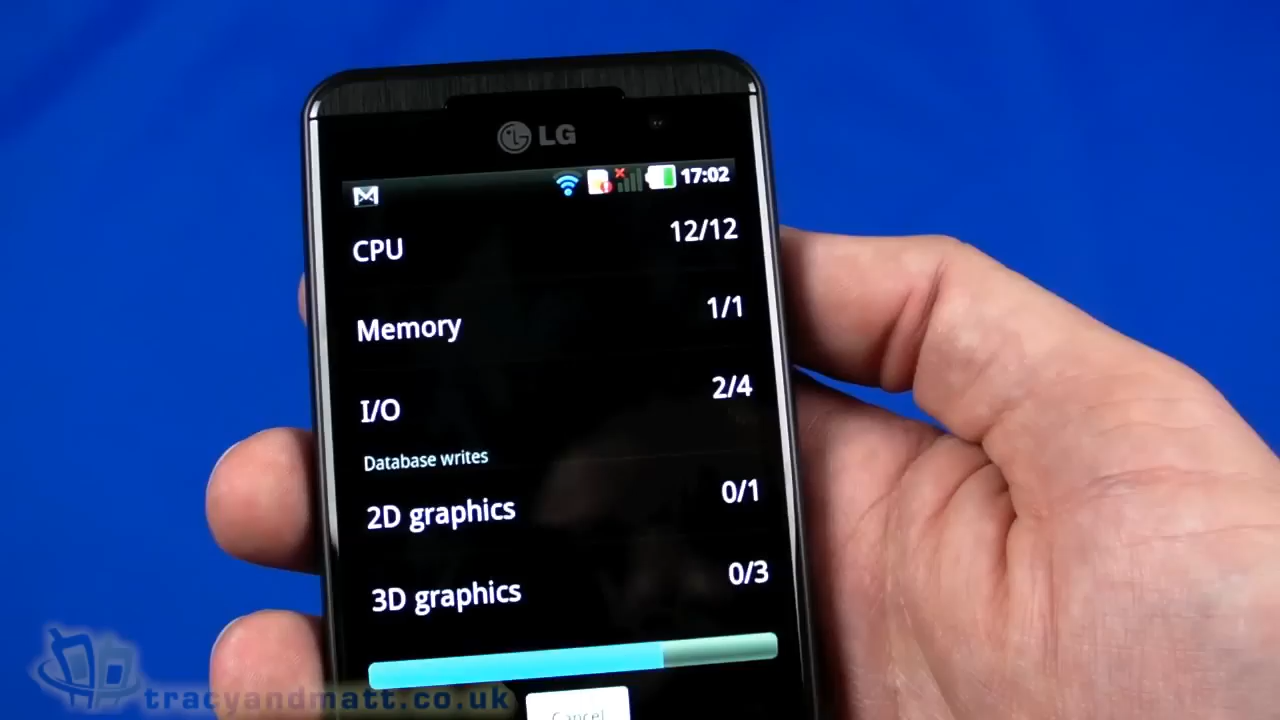 LG
17:02
CPU 12/12
Memory 1/1
I/O 2/4
Database writes
2D graphics 0/1
3D graphics 0/3
Cancel
tracyandmatt.co.uk